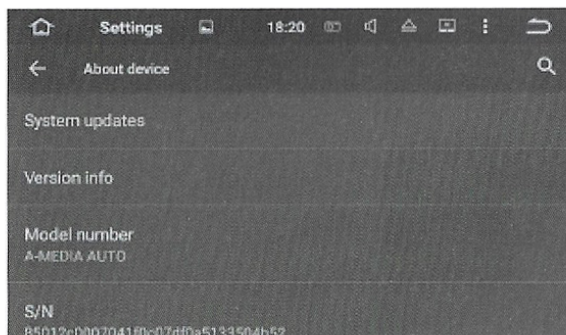 Settings 18:20
About device
System updates
Version info
Model number
A-MEDIA AUTO
S/N